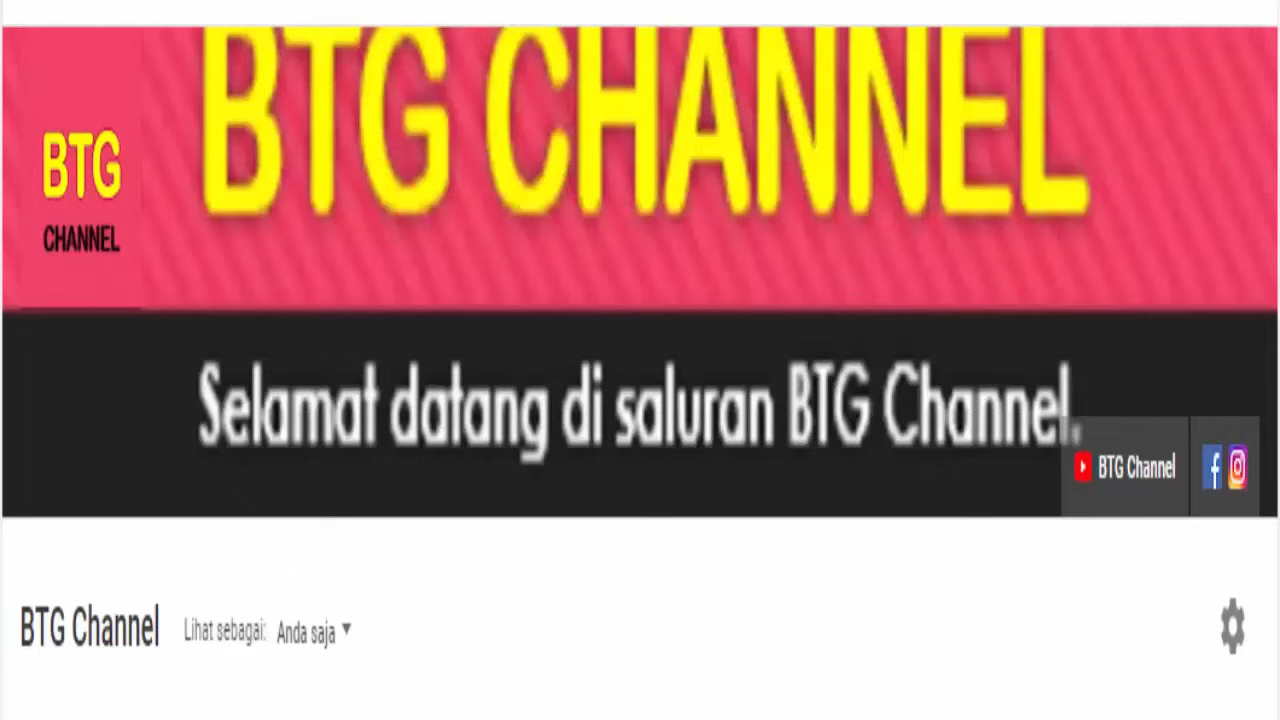 BTG CHANNEL
BTG
CHANNEL
Selamat datang di saluran BTG Channel.
BTG Channel
BTG Channel Lihat sebagai: Anda saja